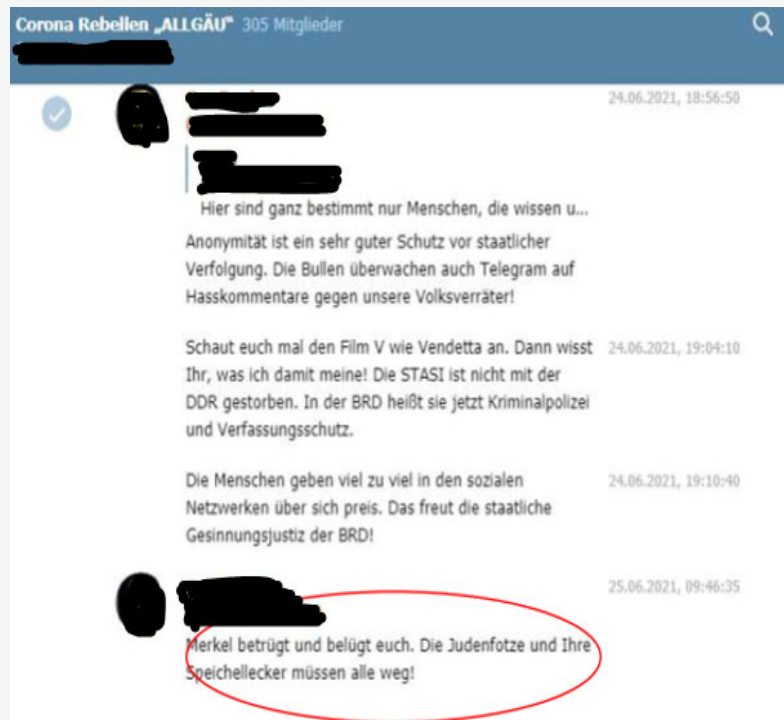 Corona Rebellen „ALLGÄU“ 305 Mitglieder
24.06.2021, 18:56:50
Hier sind ganz bestimmt nur Menschen, die wissen u...
Anonymität ist ein sehr guter Schutz vor staatlicher
Verfolgung. Die Bullen überwachen auch Telegram auf
Hasskommentare gegen unsere Volksverräter!
Schaut euch mal den Film V wie Vendetta an. Dann wisst 24.06.2021, 19:04:10
Ihr, was ich damit meine! Die STASI ist nicht mit der
DDR gestorben. In der BRD heißt sie jetzt Kriminalpolizei
und Verfassungsschutz.
Die Menschen geben viel zu viel in den sozialen 24.06.2021, 19:10:40
Netzwerken über sich preis. Das freut die staatliche
Gesinnungsjustiz der BRD!
25.06.2021, 09:46:35
Merkel betrügt und belügt euch. Die Judenfotze und Ihre
Speichellecker müssen alle weg!